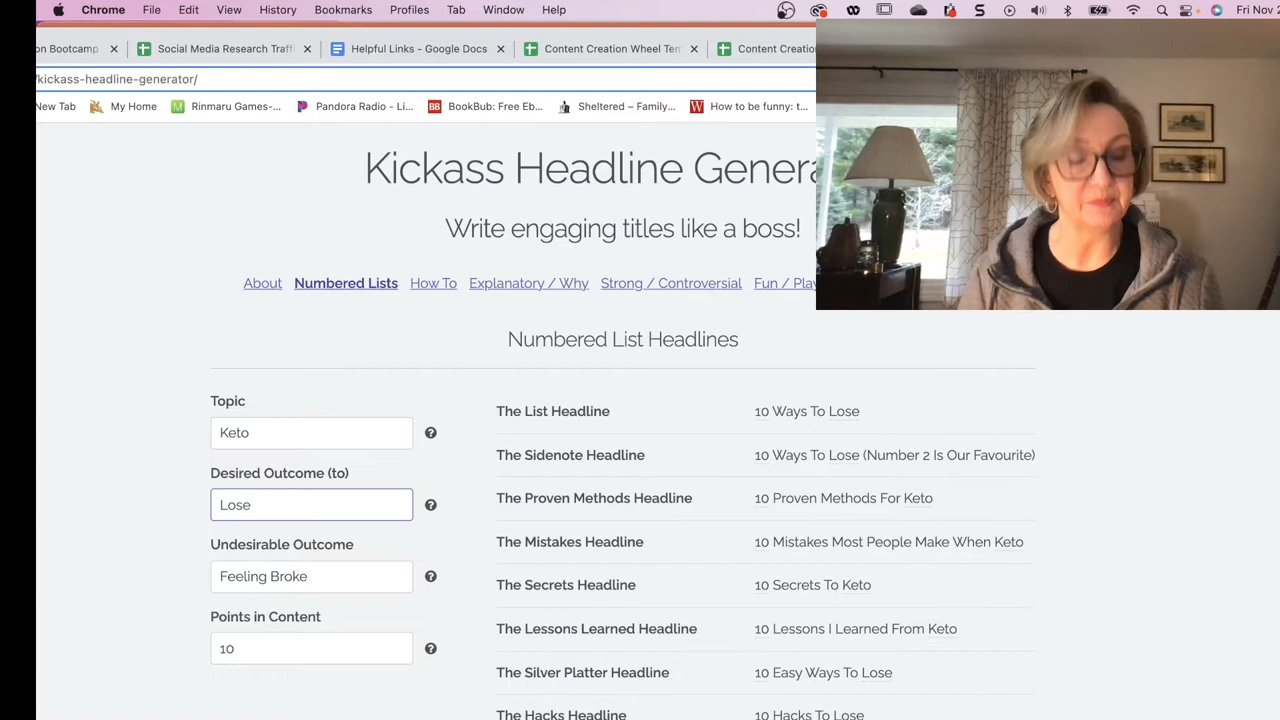 Chrome File Edit View History Bookmarks Profiles Tab Window Help Fri Nov 2
on Bootcamp Social Media Research Traffi Helpful Links - Google Docs Content Creation Wheel Tem Content Creatio
/kickass-headline-generator/
New Tab My Home Rinmaru Games-... Pandora Radio - Li... BookBub: Free Eb... Sheltered – Family... How to be funny: t...
Kickass Headline Genera
Write engaging titles like a boss!
About Numbered Lists How To Explanatory / Why Strong / Controversial Fun / Play
Numbered List Headlines
Topic
Keto
Desired Outcome (to)
Lose
Undesirable Outcome
Feeling Broke
Points in Content
10
The List Headline 10 Ways To Lose
The Sidenote Headline 10 Ways To Lose (Number 2 Is Our Favourite)
The Proven Methods Headline 10 Proven Methods For Keto
The Mistakes Headline 10 Mistakes Most People Make When Keto
The Secrets Headline 10 Secrets To Keto
The Lessons Learned Headline 10 Lessons I Learned From Keto
The Silver Platter Headline 10 Easy Ways To Lose
The Hacks Headline 10 Hacks To Lose